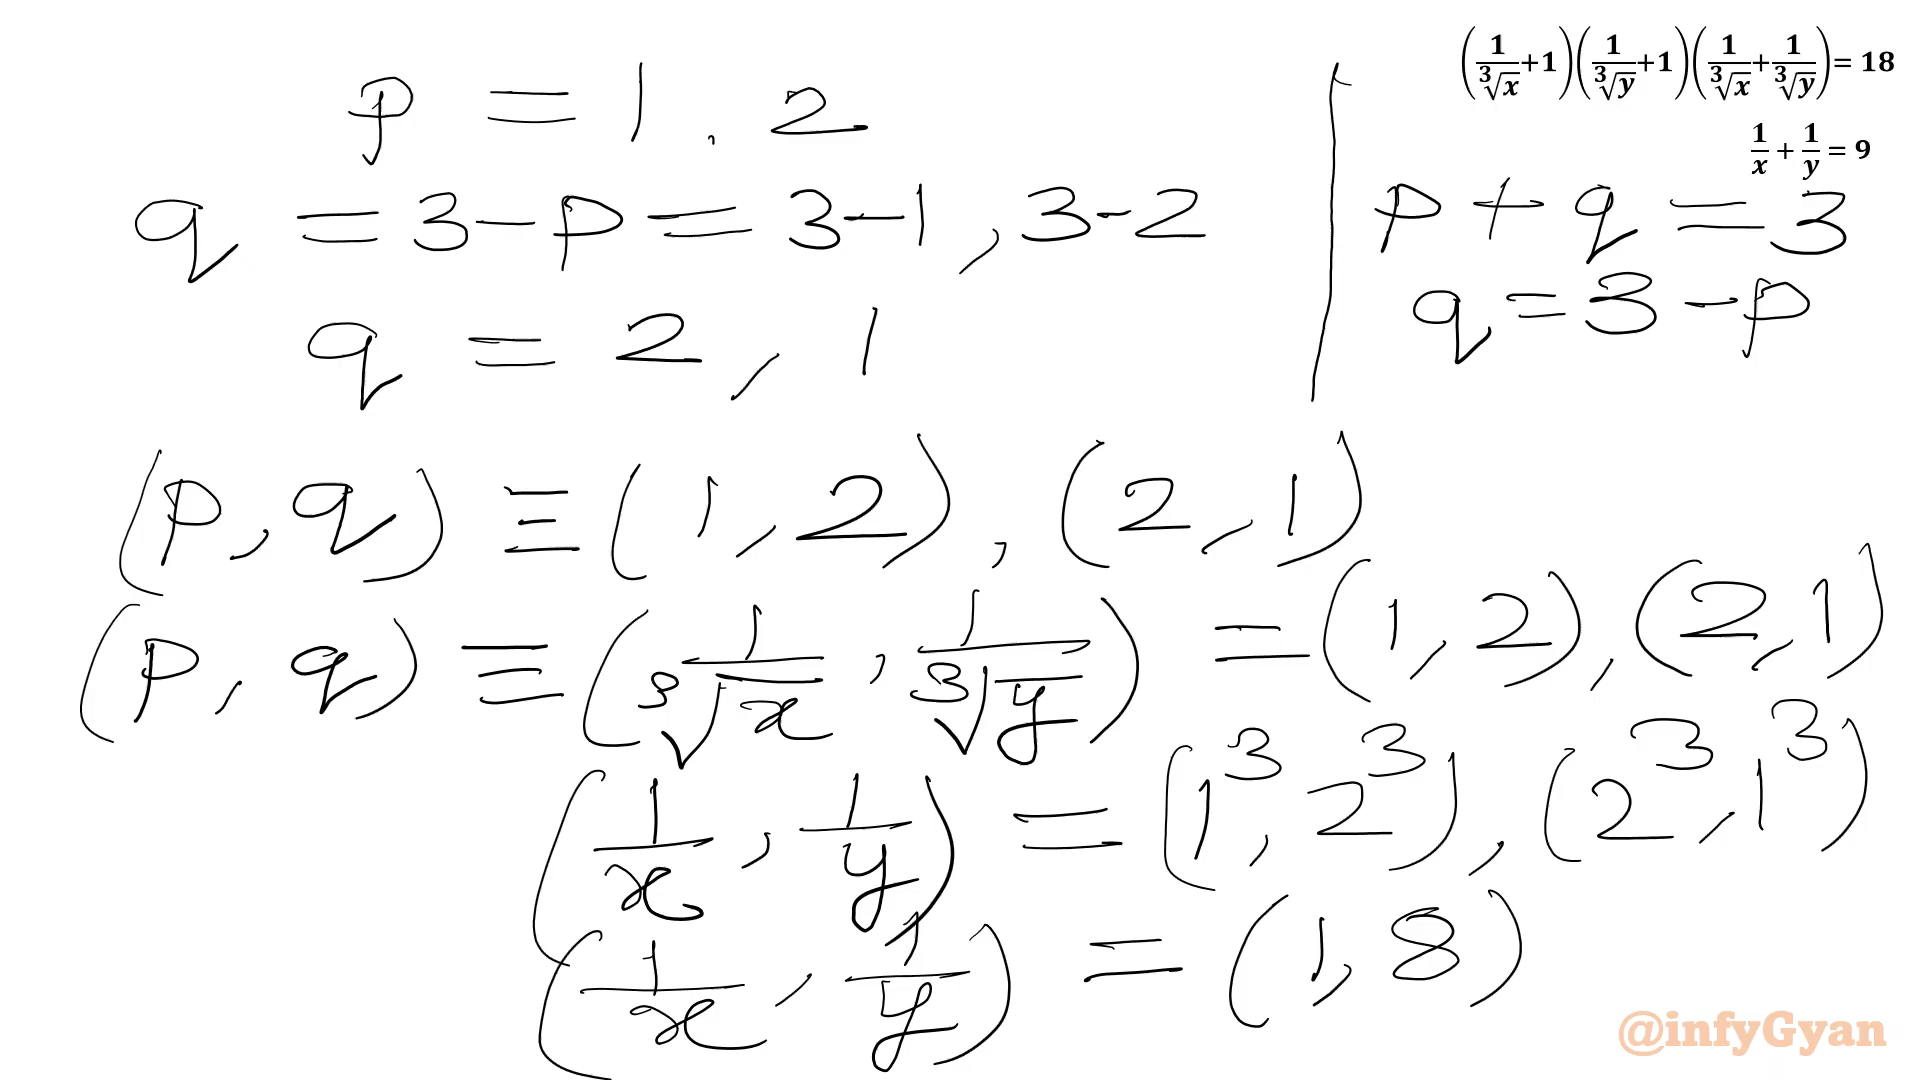 (1/∛x+1)(1/∛y+1)(1/∛x+1/∛y)= 18
1/x + 1/y = 9
p = 1, 2
q = 3 - p = 3-1, 3-2
q = 2, 1
p + q = 3
q = 3 - p
(p, q) ≡ (1, 2), (2, 1)
(p, q) ≡ (1/∛x, 1/∛y) = (1, 2), (2, 1)
(1/x, 1/y) = (1³, 2³), (2³, 1³)
(1/x, 1/y) = (1, 8)
@infyGyan